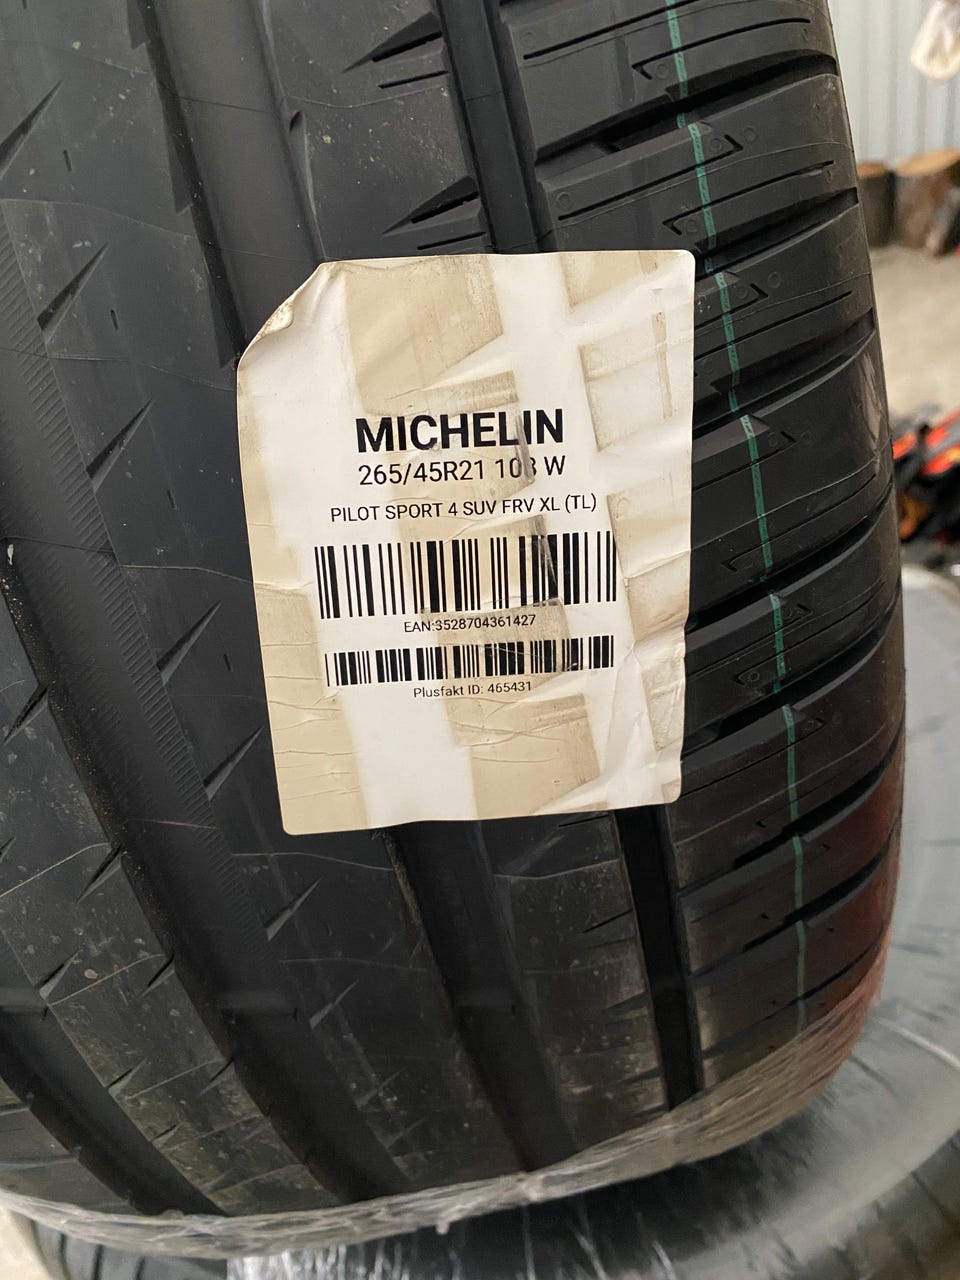 MICHELIN
265/45R21 108 W
PILOT SPORT 4 SUV FRV XL (TL)
EAN:3528704361427
Plusfakt ID: 465431